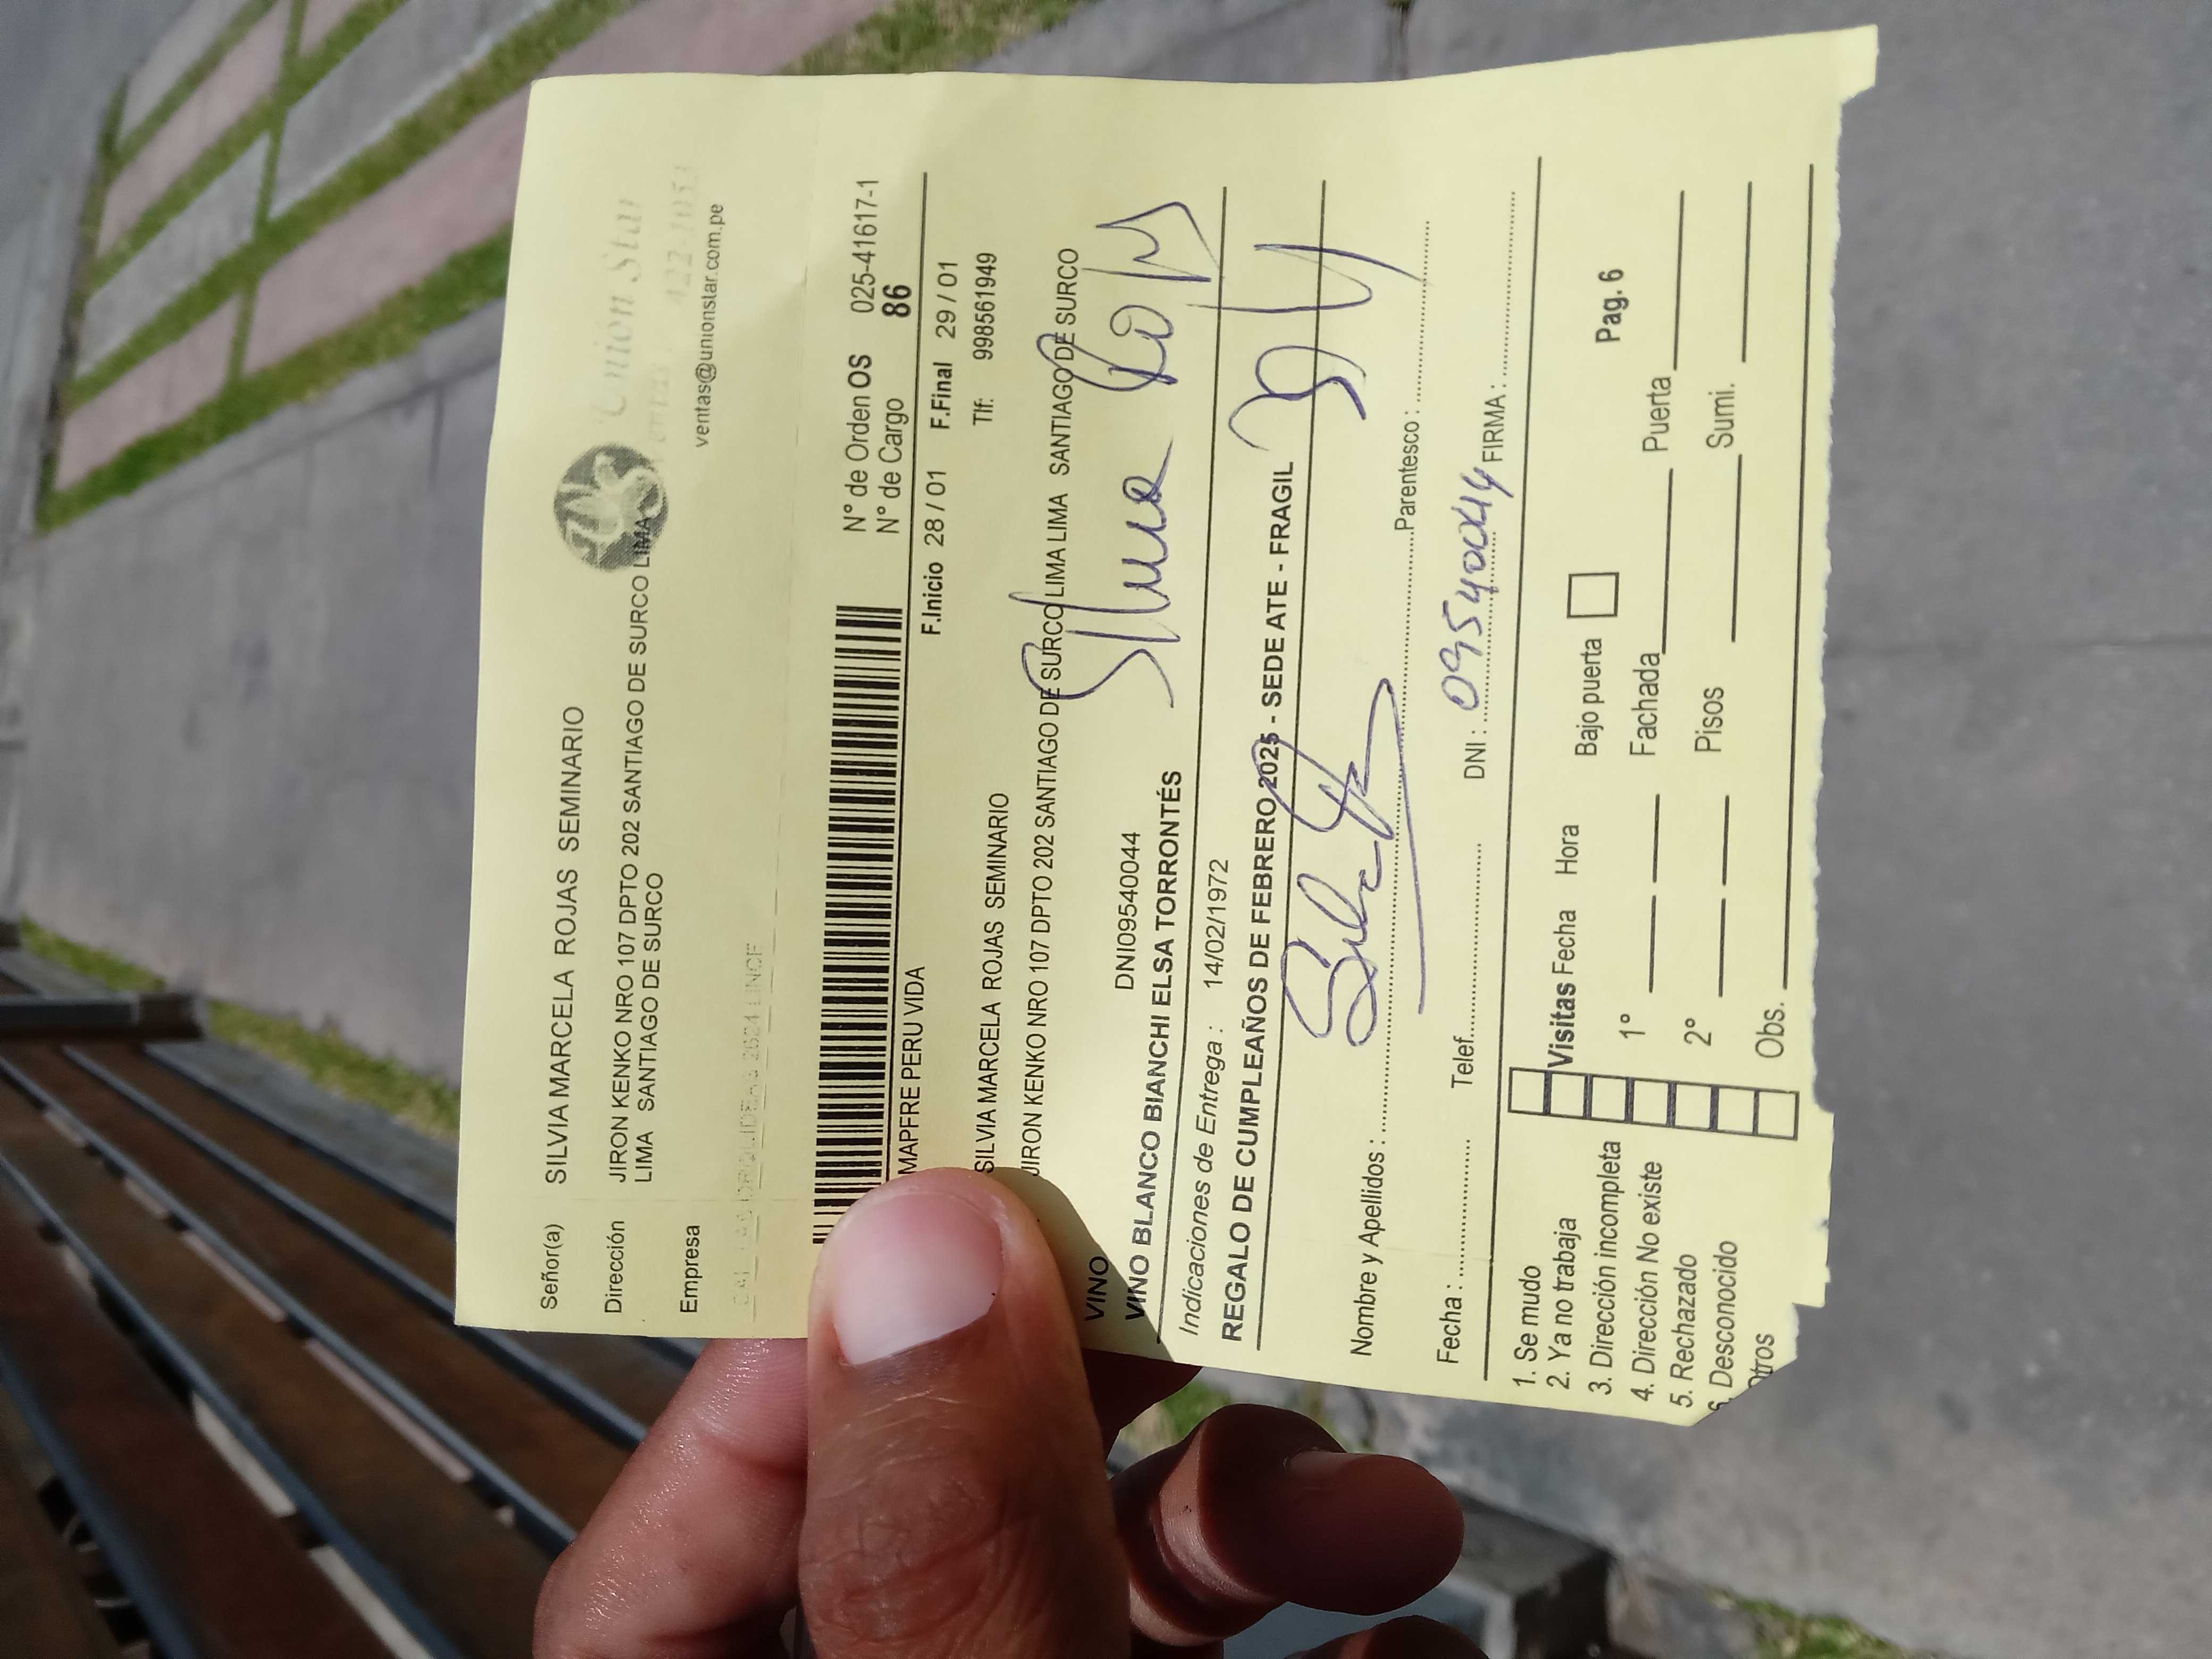 Señor(a) SILVIA MARCELA ROJAS SEMINARIO
Unión Star
422-1053
ventas@unionstar.com.pe
Dirección JIRON KENKO NRO 107 DPTO 202 SANTIAGO DE SURCO LIMA
LIMA SANTIAGO DE SURCO
Empresa
N° de Orden OS 025-41617-1
N° de Cargo 86
MAPFRE PERU VIDA F.Inicio 28 / 01 F.Final 29 / 01
SILVIA MARCELA ROJAS SEMINARIO Tlf: 998561949
JIRON KENKO NRO 107 DPTO 202 SANTIAGO DE SURCO LIMA LIMA SANTIAGO DE SURCO
VINO DNI09540044
VINO BLANCO BIANCHI ELSA TORRONTÉS
Indicaciones de Entrega : 14/02/1972
REGALO DE CUMPLEAÑOS DE FEBRERO 2025 - SEDE ATE - FRAGIL
Nombre y Apellidos : Parentesco :
Fecha : Telef. DNI : 09540044 FIRMA :
1. Se mudo
2. Ya no trabaja
3. Dirección incompleta
4. Dirección No existe
5. Rechazado
6. Desconocido
Otros
Visitas Fecha Hora Bajo puerta Pag. 6
1° Fachada Puerta
2° Pisos Sumi.
Obs.